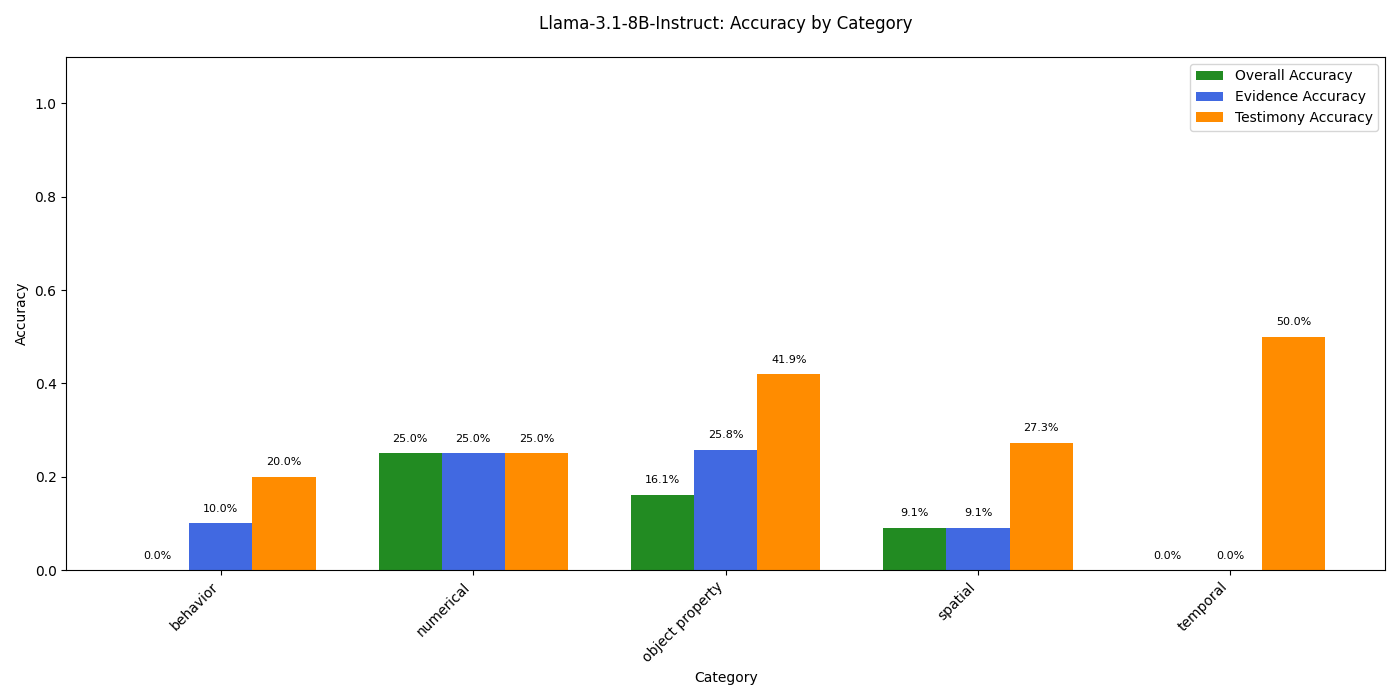 Llama-3.1-8B-Instruct: Accuracy by Category
Overall Accuracy
Evidence Accuracy
Testimony Accuracy
Accuracy
1.0
0.8
0.6
0.4
0.2
0.0
0.0%
10.0%
20.0%
25.0%
25.0%
25.0%
16.1%
25.8%
41.9%
9.1%
9.1%
27.3%
0.0%
0.0%
50.0%
behavior
numerical
object property
spatial
temporal
Category